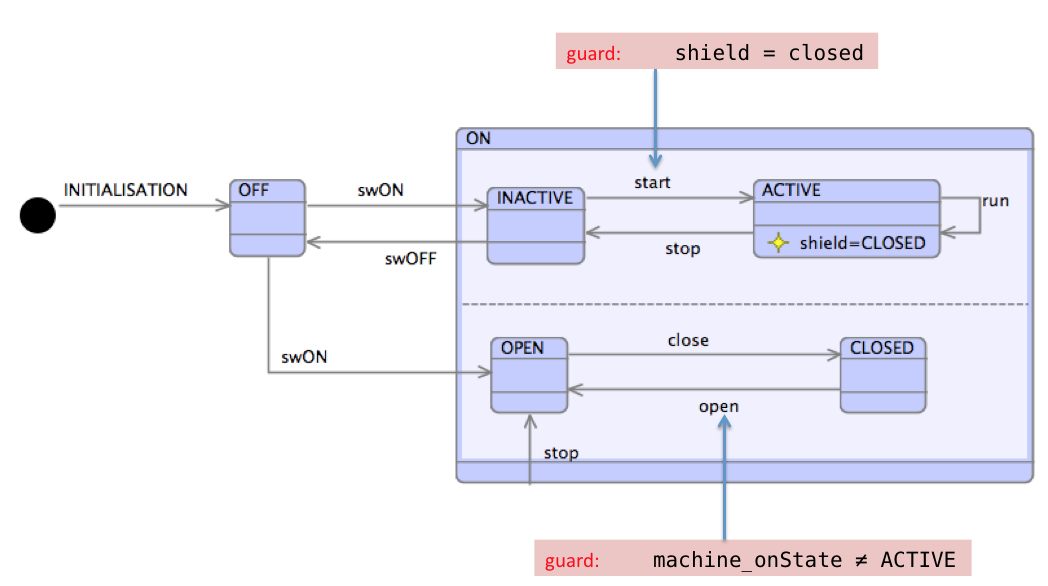 guard: shield = closed
ON
INITIALISATION
OFF
swON
INACTIVE
start
ACTIVE
run
swOFF
stop
shield=CLOSED
OPEN
close
CLOSED
swON
open
stop
guard: machine_onState ≠ ACTIVE